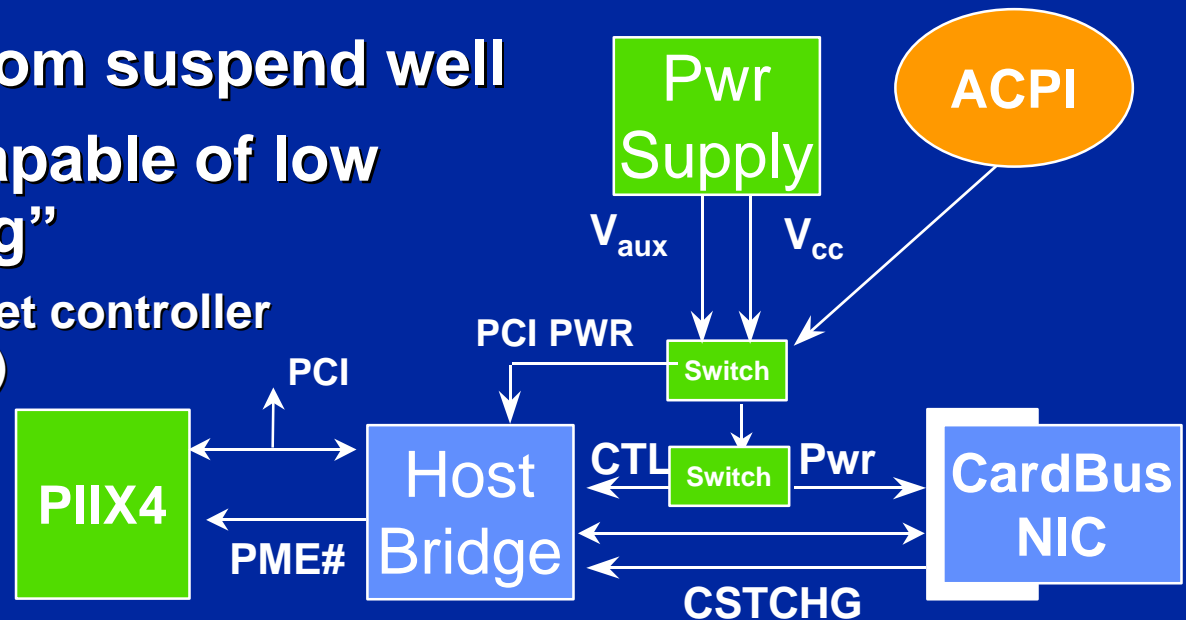 om suspend well
apable of low
g”
et controller
)
Pwr
Supply
ACPI
Vaux
Vcc
PCI PWR
Switch
PCI
PIIX4
PME#
Host
Bridge
CTL
Switch
Pwr
CardBus
NIC
CSTCHG